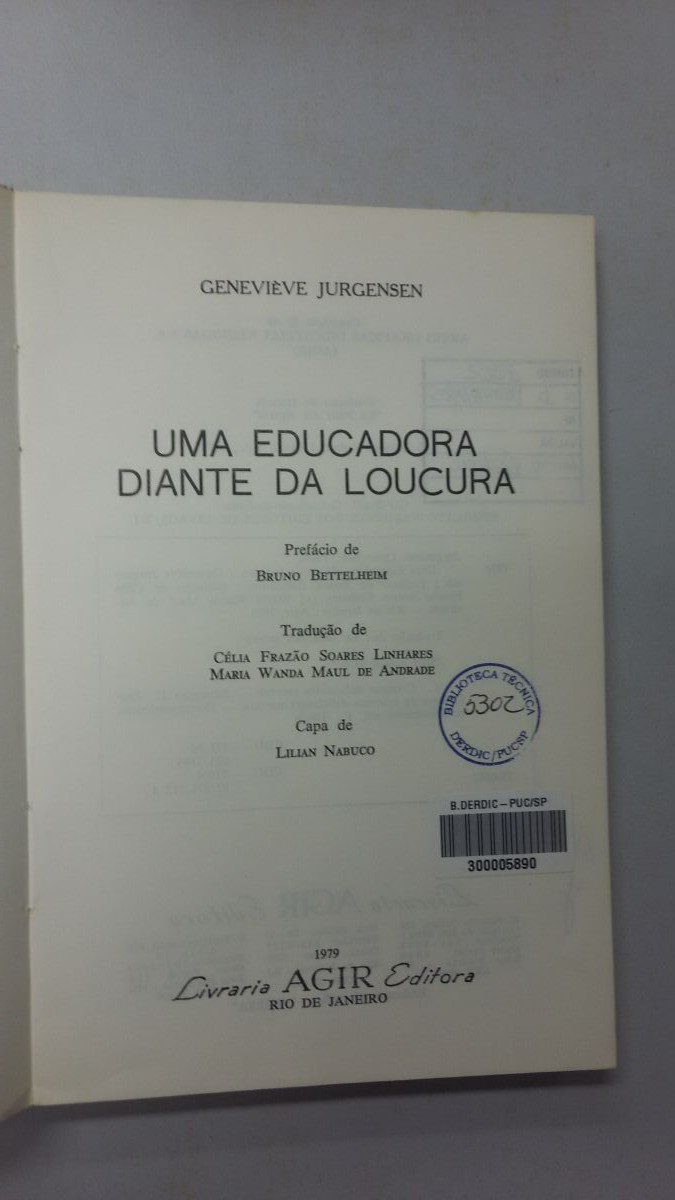 GENEVIÈVE JURGENSEN
UMA EDUCADORA
DIANTE DA LOUCURA
Prefácio de
BRUNO BETTELHEIM
Tradução de
CÉLIA FRAZÃO SOARES LINHARES
MARIA WANDA MAUL DE ANDRADE
Capa de
LILIAN NABUCO
BIBLIOTECA TÉCNICA
5302
DERDIC/PUCSP
B.DERDIC-PUC/SP
300005890
1979
Livraria AGIR Editora
RIO DE JANEIRO